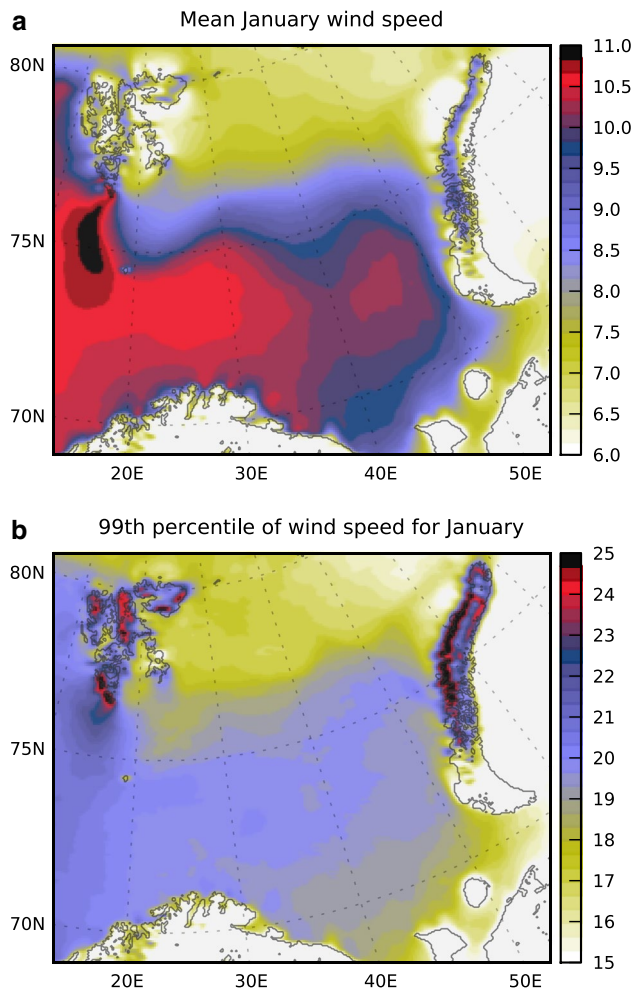 a
Mean January wind speed
80N
75N
70N
20E
30E
40E
50E
11.0
10.5
10.0
9.5
9.0
8.5
8.0
7.5
7.0
6.5
6.0
b
99th percentile of wind speed for January
80N
75N
70N
20E
30E
40E
50E
25
24
23
22
21
20
19
18
17
16
15